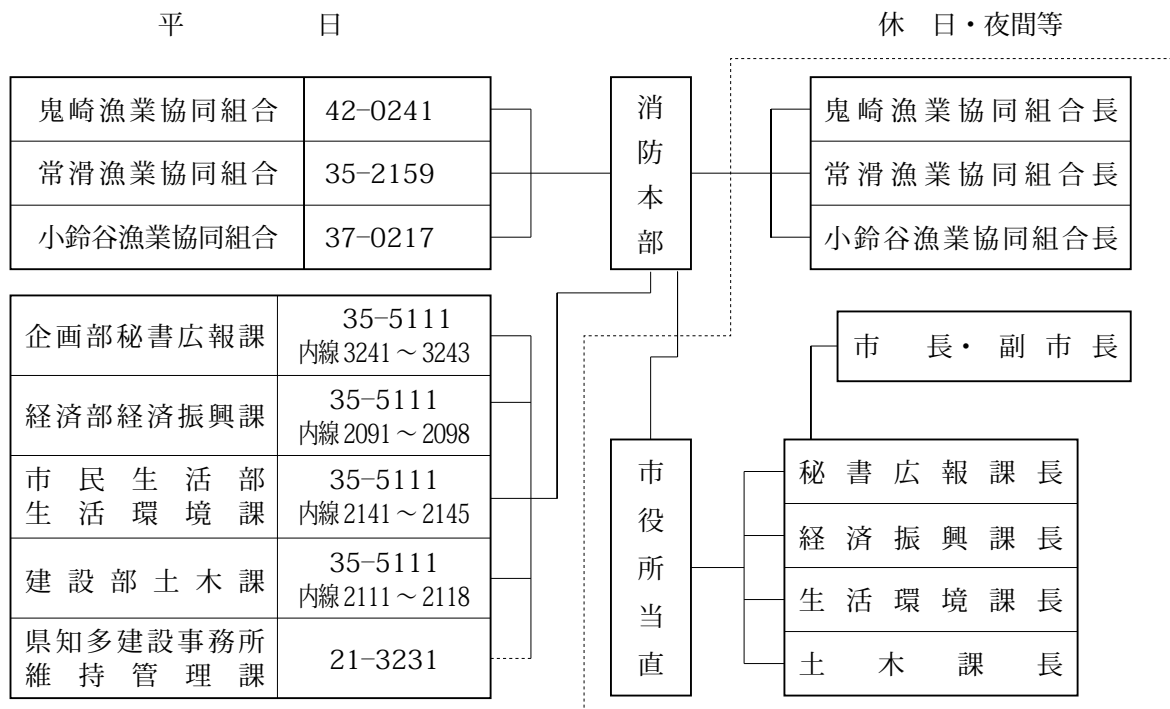 平日
休日・夜間等
鬼崎漁業協同組合 42-0241
常滑漁業協同組合 35-2159
小鈴谷漁業協同組合 37-0217
消防本部
鬼崎漁業協同組合長
常滑漁業協同組合長
小鈴谷漁業協同組合長
企画部秘書広報課 35-5111
内線3241～3243
経済部経済振興課 35-5111
内線2091～2098
市民生活部
生活環境課
35-5111
内線2141～2145
建設部土木課 35-5111
内線2111～2118
県知多建設事務所
維持管理課
21-3231
市役所当直
市長・副市長
秘書広報課長
経済振興課長
生活環境課長
土木課長